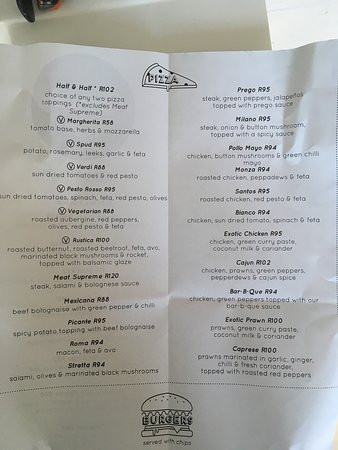 PIZZA
Half & Half * R102
choice of any two pizza
toppings (*excludes Meat
Supreme)
V Margherita R58
tomato base, herbs & mozzarella
V Spud R95
potato, rosemary, leeks, garlic & feta
V Verdi R88
sun dried tomatoes & red pesto
V Pesto Rosso R95
sun dried tomatoes, spinach, feta, red pesto, olives
V Vegetarian R88
roasted aubergine, red peppers,
olives, red pesto & feta
V Rustica R100
roasted butternut, roasted beetroot, feta, avo,
marinated black mushrooms & rocket,
topped with balsamic glaze
Meat Supreme R120
steak, salami & bolognese sauce
Mexicana R88
beef bolognaise with green pepper & chilli
Picante R95
spicy potato topping with beef bolognaise
Roma R94
macon, feta & avo
Stretta R94
salami, olives & marinated black mushrooms
Prego R95
steak, green peppers, jalapeños
topped with prego sauce
Milano R95
steak, onion & button mushroom,
topped with a spicy sauce
Pollo Mayo R94
chicken, button mushrooms & green chilli
mayo
Monza R94
roasted chicken, peppadews & feta
Santos R95
roasted chicken, red pesto & olives
Bianco R94
chicken, sun dried tomato, spinach & feta
Exotic Chicken R95
chicken, green curry paste,
coconut milk & coriander
Cajun R102
chicken, prawns, green peppers,
pepperdews & cajun spice
Bar-B-Que R94
chicken, green peppers topped with our
bar-b-que sauce
Exotic Prawn R100
prawns, green curry paste,
coconut milk & coriander
Caprese R100
prawns marinated in garlic, ginger,
chilli & fresh coriander,
topped with roasted red peppers
BURGERS
served with chips